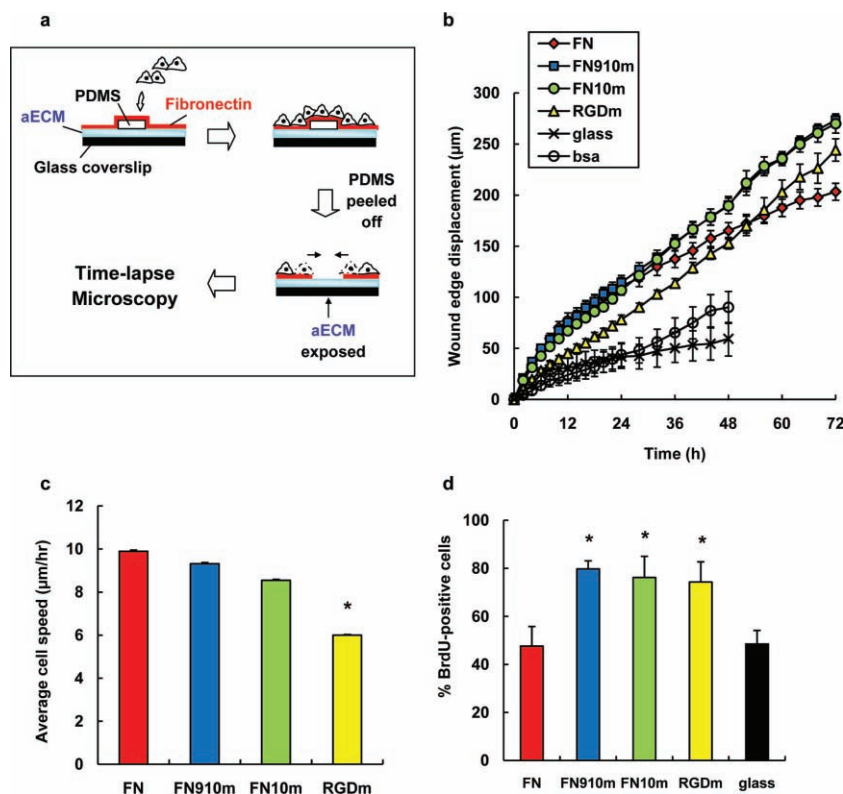 a
PDMS
aECM
Fibronectin
Glass coverslip
PDMS
peeled
off
Time-lapse
Microscopy
aECM
exposed
b
FN
FN910m
FN10m
RGDm
glass
bsa
Wound edge displacement (µm)
300
250
200
150
100
50
0
0 12 24 36 48 60 72
Time (h)
c
Average cell speed (µm/hr)
12
10
8
6
4
2
0
*
FN FN910m FN10m RGDm
d
% BrdU-positive cells
100
80
60
40
20
0
* * *
FN FN910m FN10m RGDm glass